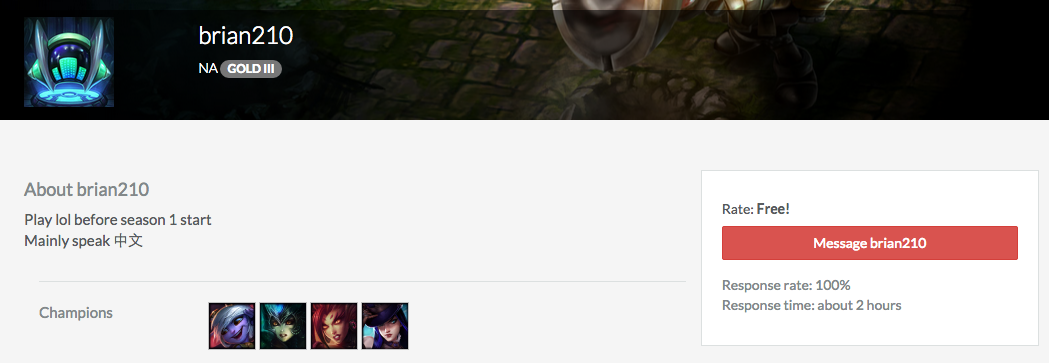 brian210
NA GOLD III
About brian210
Play lol before season 1 start
Mainly speak 中文
Rate: Free!
Message brian210
Response rate: 100%
Response time: about 2 hours
Champions